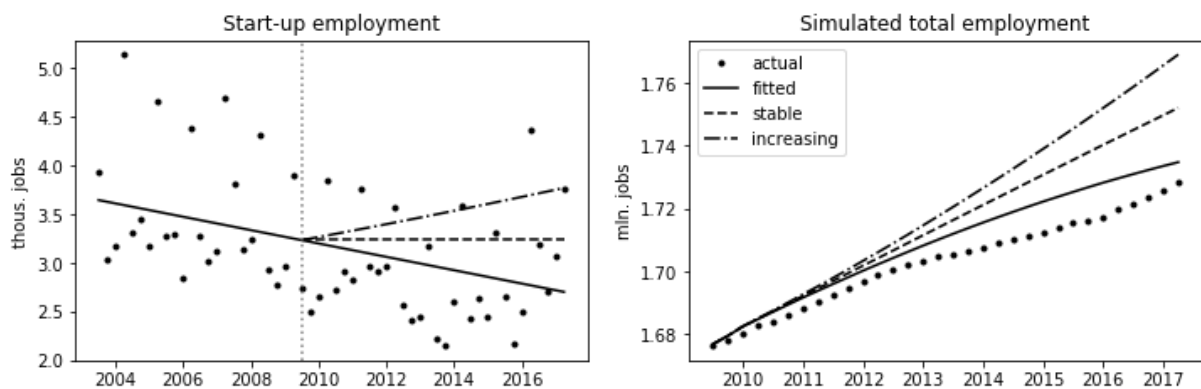 Start-up employment
thous. jobs
5.0
4.5
4.0
3.5
3.0
2.5
2.0
2004 2006 2008 2010 2012 2014 2016
Simulated total employment
mln. jobs
1.76
1.74
1.72
1.70
1.68
actual
fitted
stable
increasing
2010 2011 2012 2013 2014 2015 2016 2017